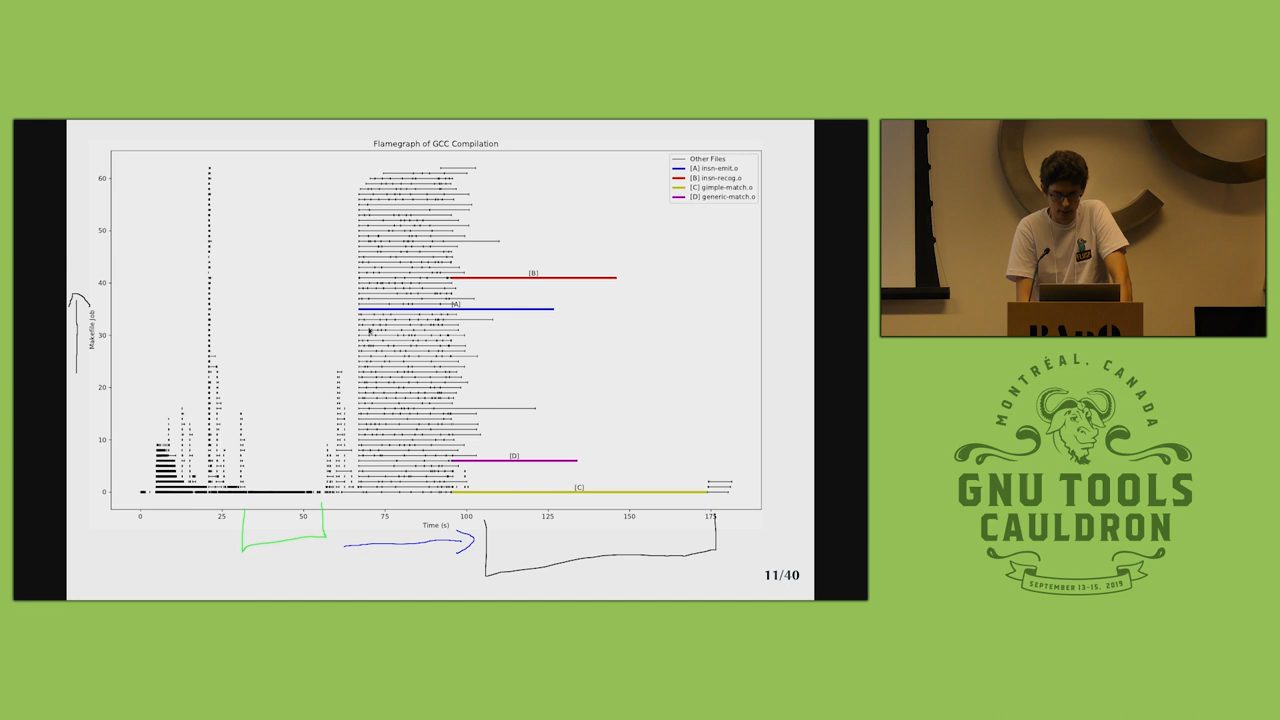 Flamegraph of GCC Compilation
Other Files
[A] insn-emit.o
[B] insn-recog.o
[C] gimple-match.o
[D] generic-match.o
60
50
40
30
20
10
0
Makefile Job
[B]
[A]
[D]
[C]
0 25 50 75 100 125 150 175
Time (s)
11/40
FLUSP
MONTRÉAL, CANADA
GNU TOOLS
CAULDRON
SEPTEMBER 13-15, 2019